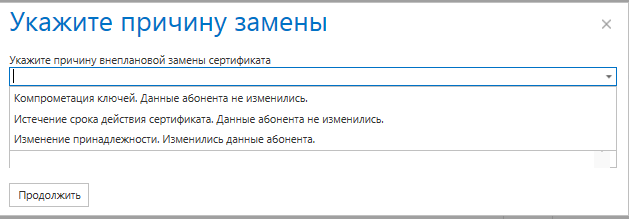 Укажите причину замены
Укажите причину внеплановой замены сертификата
Компрометация ключей. Данные абонента не изменились.
Истечение срока действия сертификата. Данные абонента не изменились.
Изменение принадлежности. Изменились данные абонента.
Продолжить